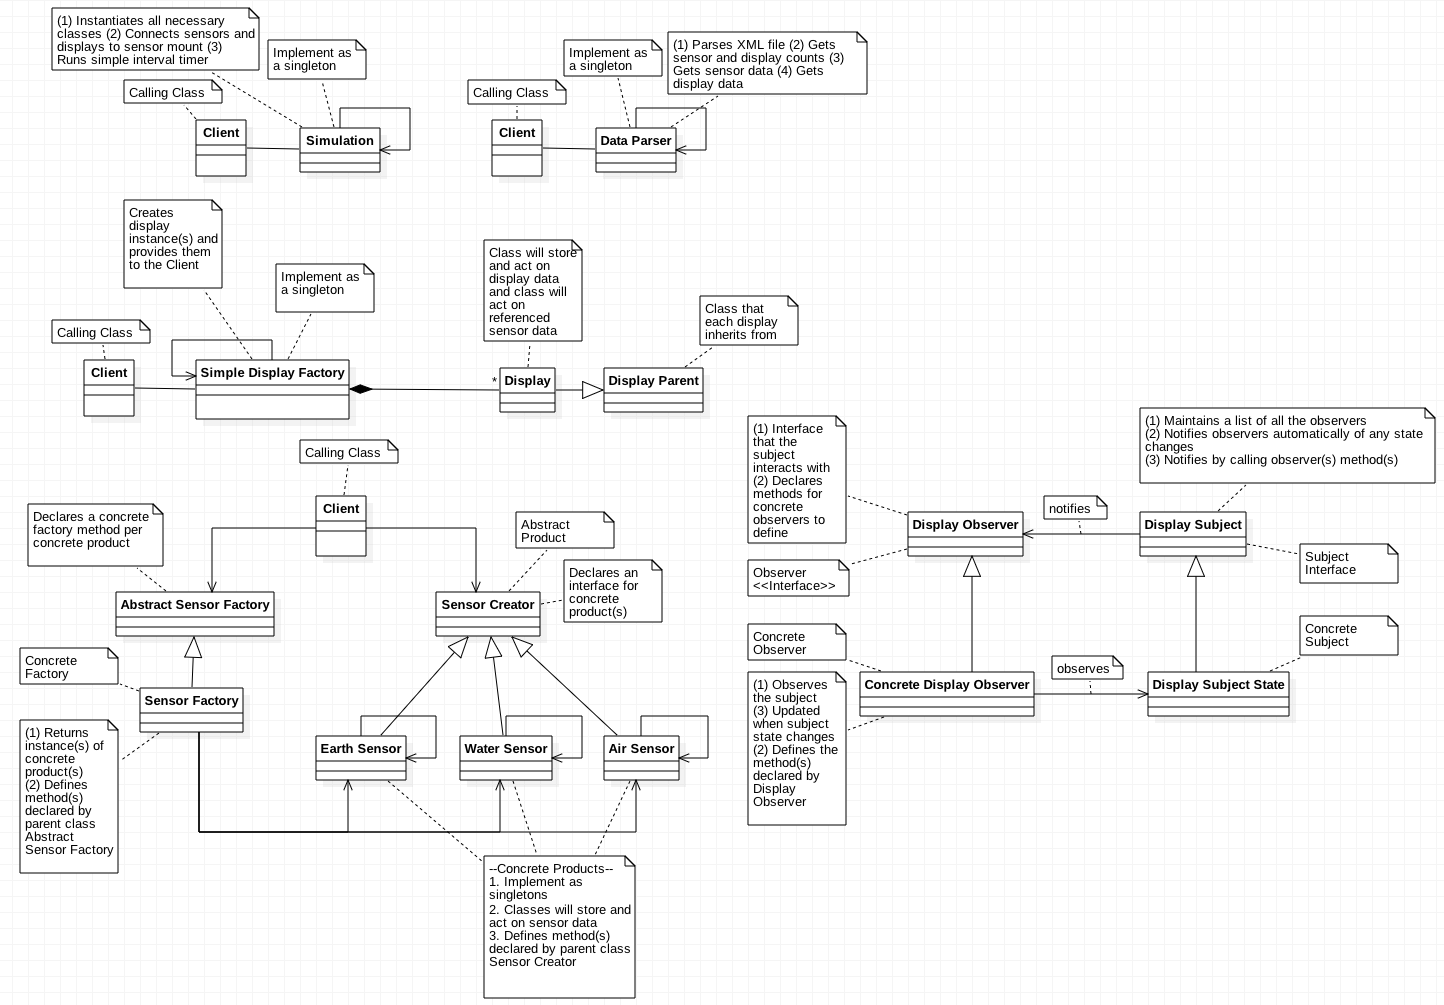 (1) Instantiates all necessary
classes (2) Connects sensors and
displays to sensor mount (3)
Runs simple interval timer
Implement as
a singleton
Calling Class
Client
Simulation
Implement as
a singleton
(1) Parses XML file (2) Gets
sensor and display counts (3)
Gets sensor data (4) Gets
display data
Calling Class
Client
Data Parser
Creates
display
instance(s) and
provides them
to the Client
Implement as
a singleton
Calling Class
Client
Simple Display Factory
Class will store
and act on
display data
and class will
act on
referenced
sensor data
*
Display
Class that
each display
inherits from
Display Parent
Calling Class
Client
Declares a concrete
factory method per
concrete product
Abstract Sensor Factory
Abstract
Product
Sensor Creator
Declares an
interface for
concrete
product(s)
Concrete
Factory
Sensor Factory
(1) Returns
instance(s) of
concrete
product(s)
(2) Defines
method(s)
declared by
parent class
Abstract
Sensor Factory
Earth Sensor
Water Sensor
Air Sensor
--Concrete Products--
1. Implement as
singletons
2. Classes will store and
act on sensor data
3. Defines method(s)
declared by parent class
Sensor Creator
(1) Interface
that the
subject
interacts with
(2) Declares
methods for
concrete
observers to
define
Observer
<<Interface>>
Display Observer
notifies
(1) Maintains a list of all the observers
(2) Notifies observers automatically of any state
changes
(3) Notifies by calling observer(s) method(s)
Display Subject
Subject
Interface
Concrete
Observer
(1) Observes
the subject
(3) Updated
when subject
state changes
(2) Defines the
method(s)
declared by
Display
Observer
Concrete Display Observer
observes
Concrete
Subject
Display Subject State